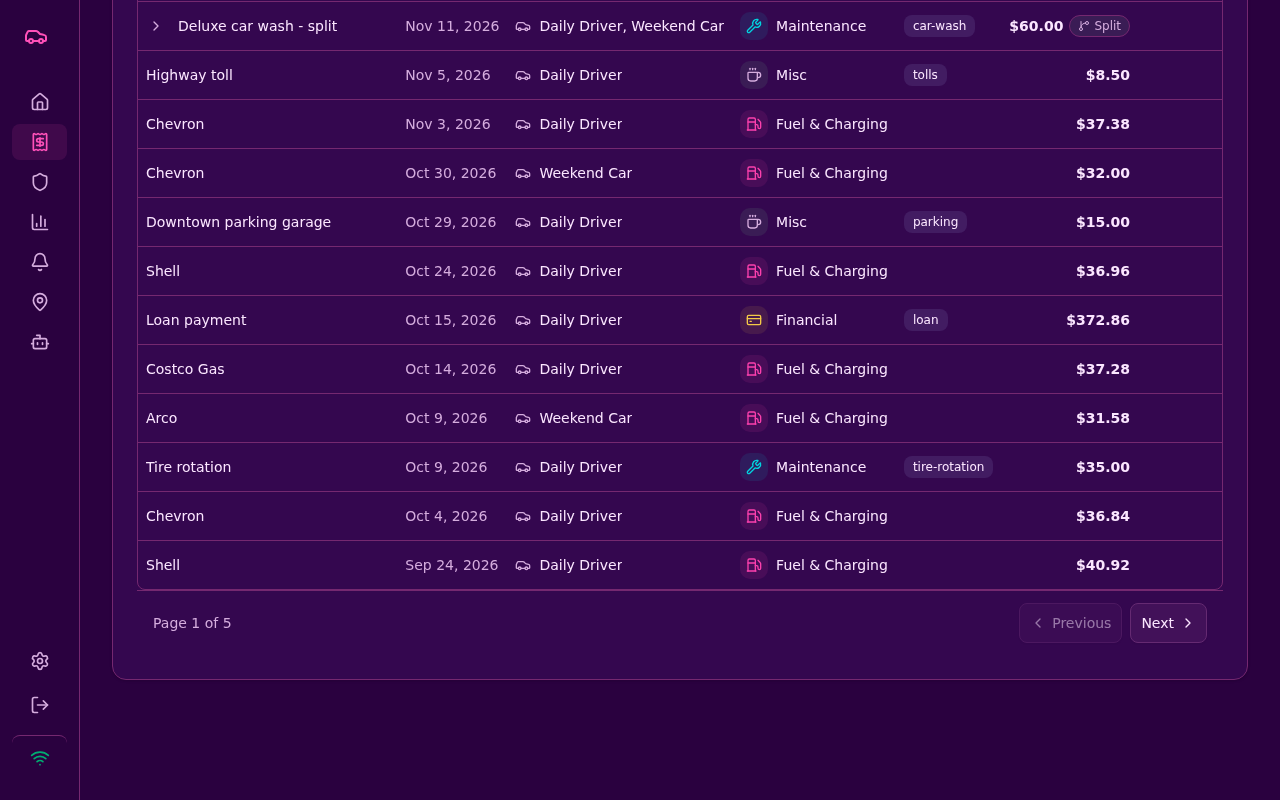 Deluxe car wash - split Nov 11, 2026 Daily Driver, Weekend Car Maintenance car-wash $60.00 Split
Highway toll Nov 5, 2026 Daily Driver Misc tolls $8.50
Chevron Nov 3, 2026 Daily Driver Fuel & Charging $37.38
Chevron Oct 30, 2026 Weekend Car Fuel & Charging $32.00
Downtown parking garage Oct 29, 2026 Daily Driver Misc parking $15.00
Shell Oct 24, 2026 Daily Driver Fuel & Charging $36.96
Loan payment Oct 15, 2026 Daily Driver Financial loan $372.86
Costco Gas Oct 14, 2026 Daily Driver Fuel & Charging $37.28
Arco Oct 9, 2026 Weekend Car Fuel & Charging $31.58
Tire rotation Oct 9, 2026 Daily Driver Maintenance tire-rotation $35.00
Chevron Oct 4, 2026 Daily Driver Fuel & Charging $36.84
Shell Sep 24, 2026 Daily Driver Fuel & Charging $40.92
Page 1 of 5 Previous Next